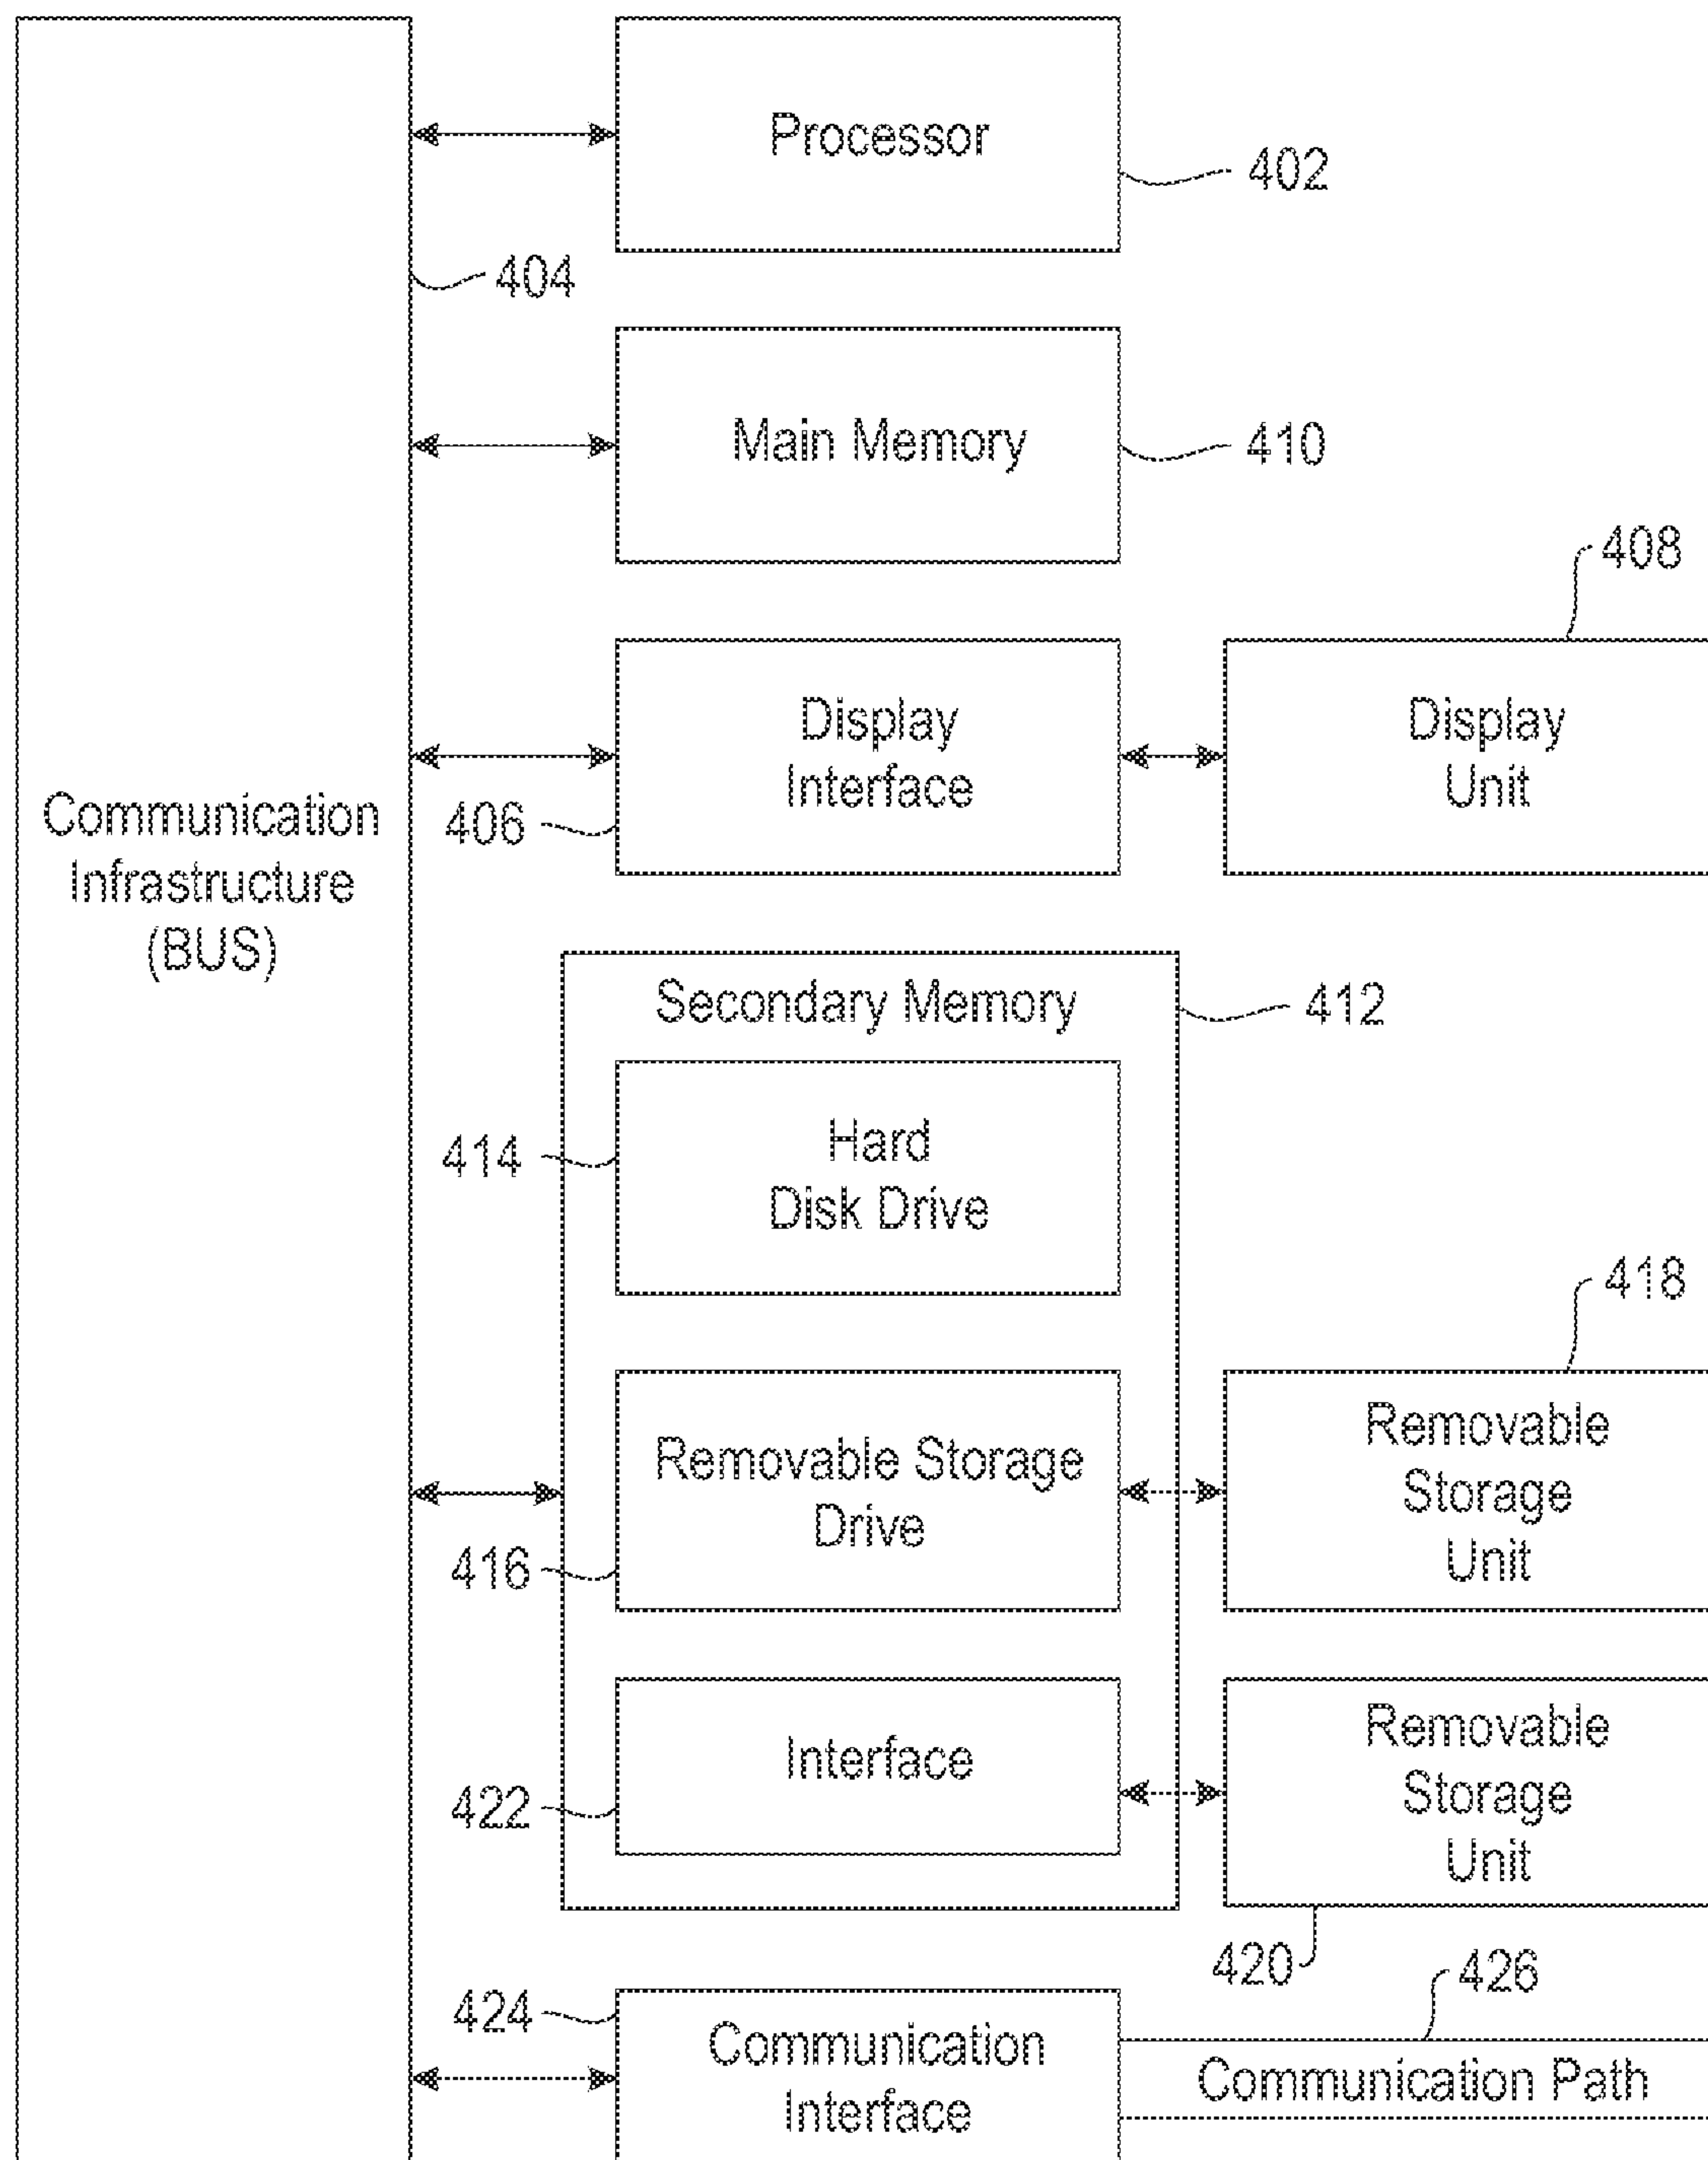 Processor
402
404
Main Memory
410
408
Display
Interface
406
Display
Unit
Communication
Infrastructure
(BUS)
Secondary Memory
412
Hard
Disk Drive
414
418
Removable Storage
Drive
416
Removable
Storage
Unit
Interface
422
Removable
Storage
Unit
420
426
424
Communication
Interface
Communication Path